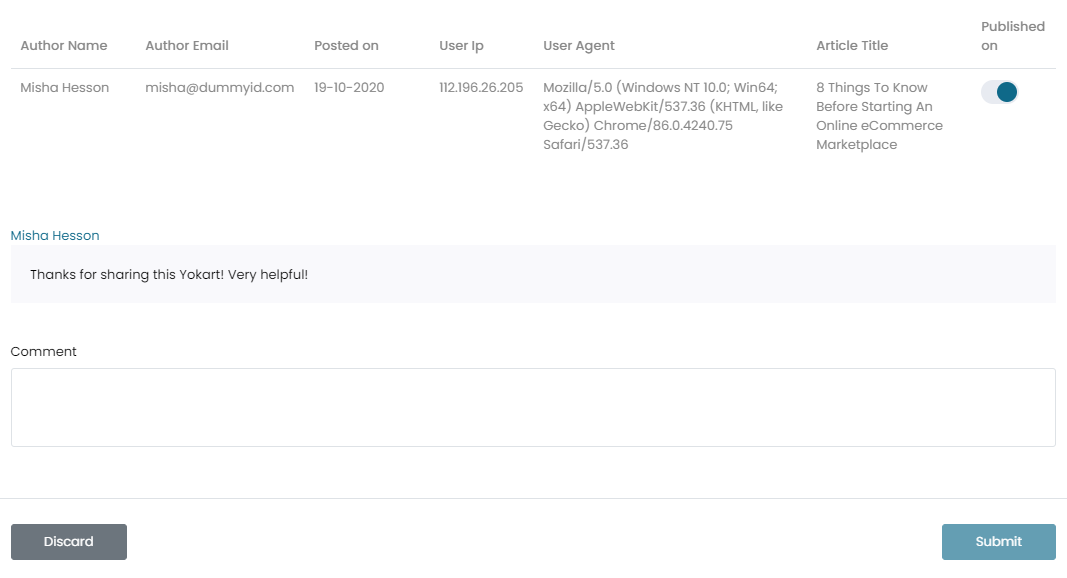 Author Name Author Email Posted on User Ip User Agent Article Title Published on
Misha Hesson misha@dummyid.com 19-10-2020 112.196.26.205 Mozilla/5.0 (Windows NT 10.0; Win64; 8 Things To Know
x64) AppleWebKit/537.36 (KHTML, like Before Starting An
Gecko) Chrome/86.0.4240.75 Online eCommerce
Safari/537.36 Marketplace
Misha Hesson
Thanks for sharing this Yokart! Very helpful!
Comment
Discard Submit